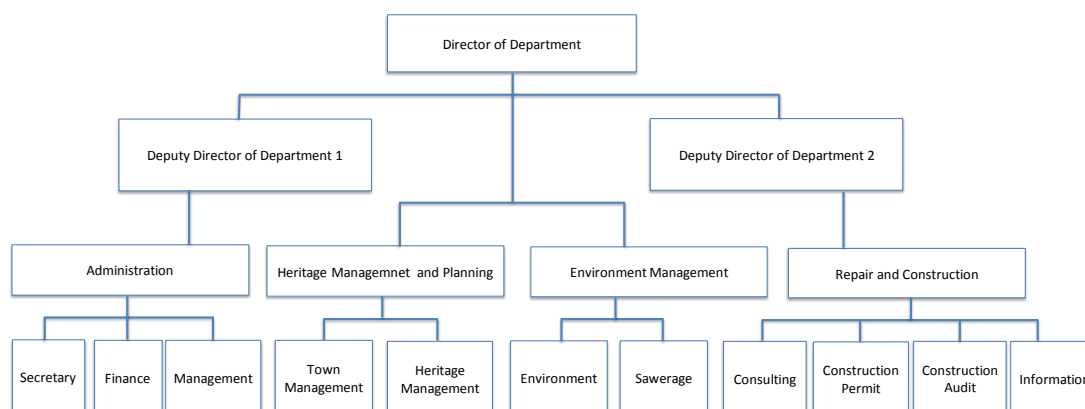 Director of Department
Deputy Director of Department 1
Deputy Director of Department 2
Administration
Heritage Managemnet and Planning
Environment Management
Repair and Construction
Secretary
Finance
Management
Town
Management
Heritage
Management
Environment
Sawerage
Consulting
Construction
Permit
Construction
Audit
Information